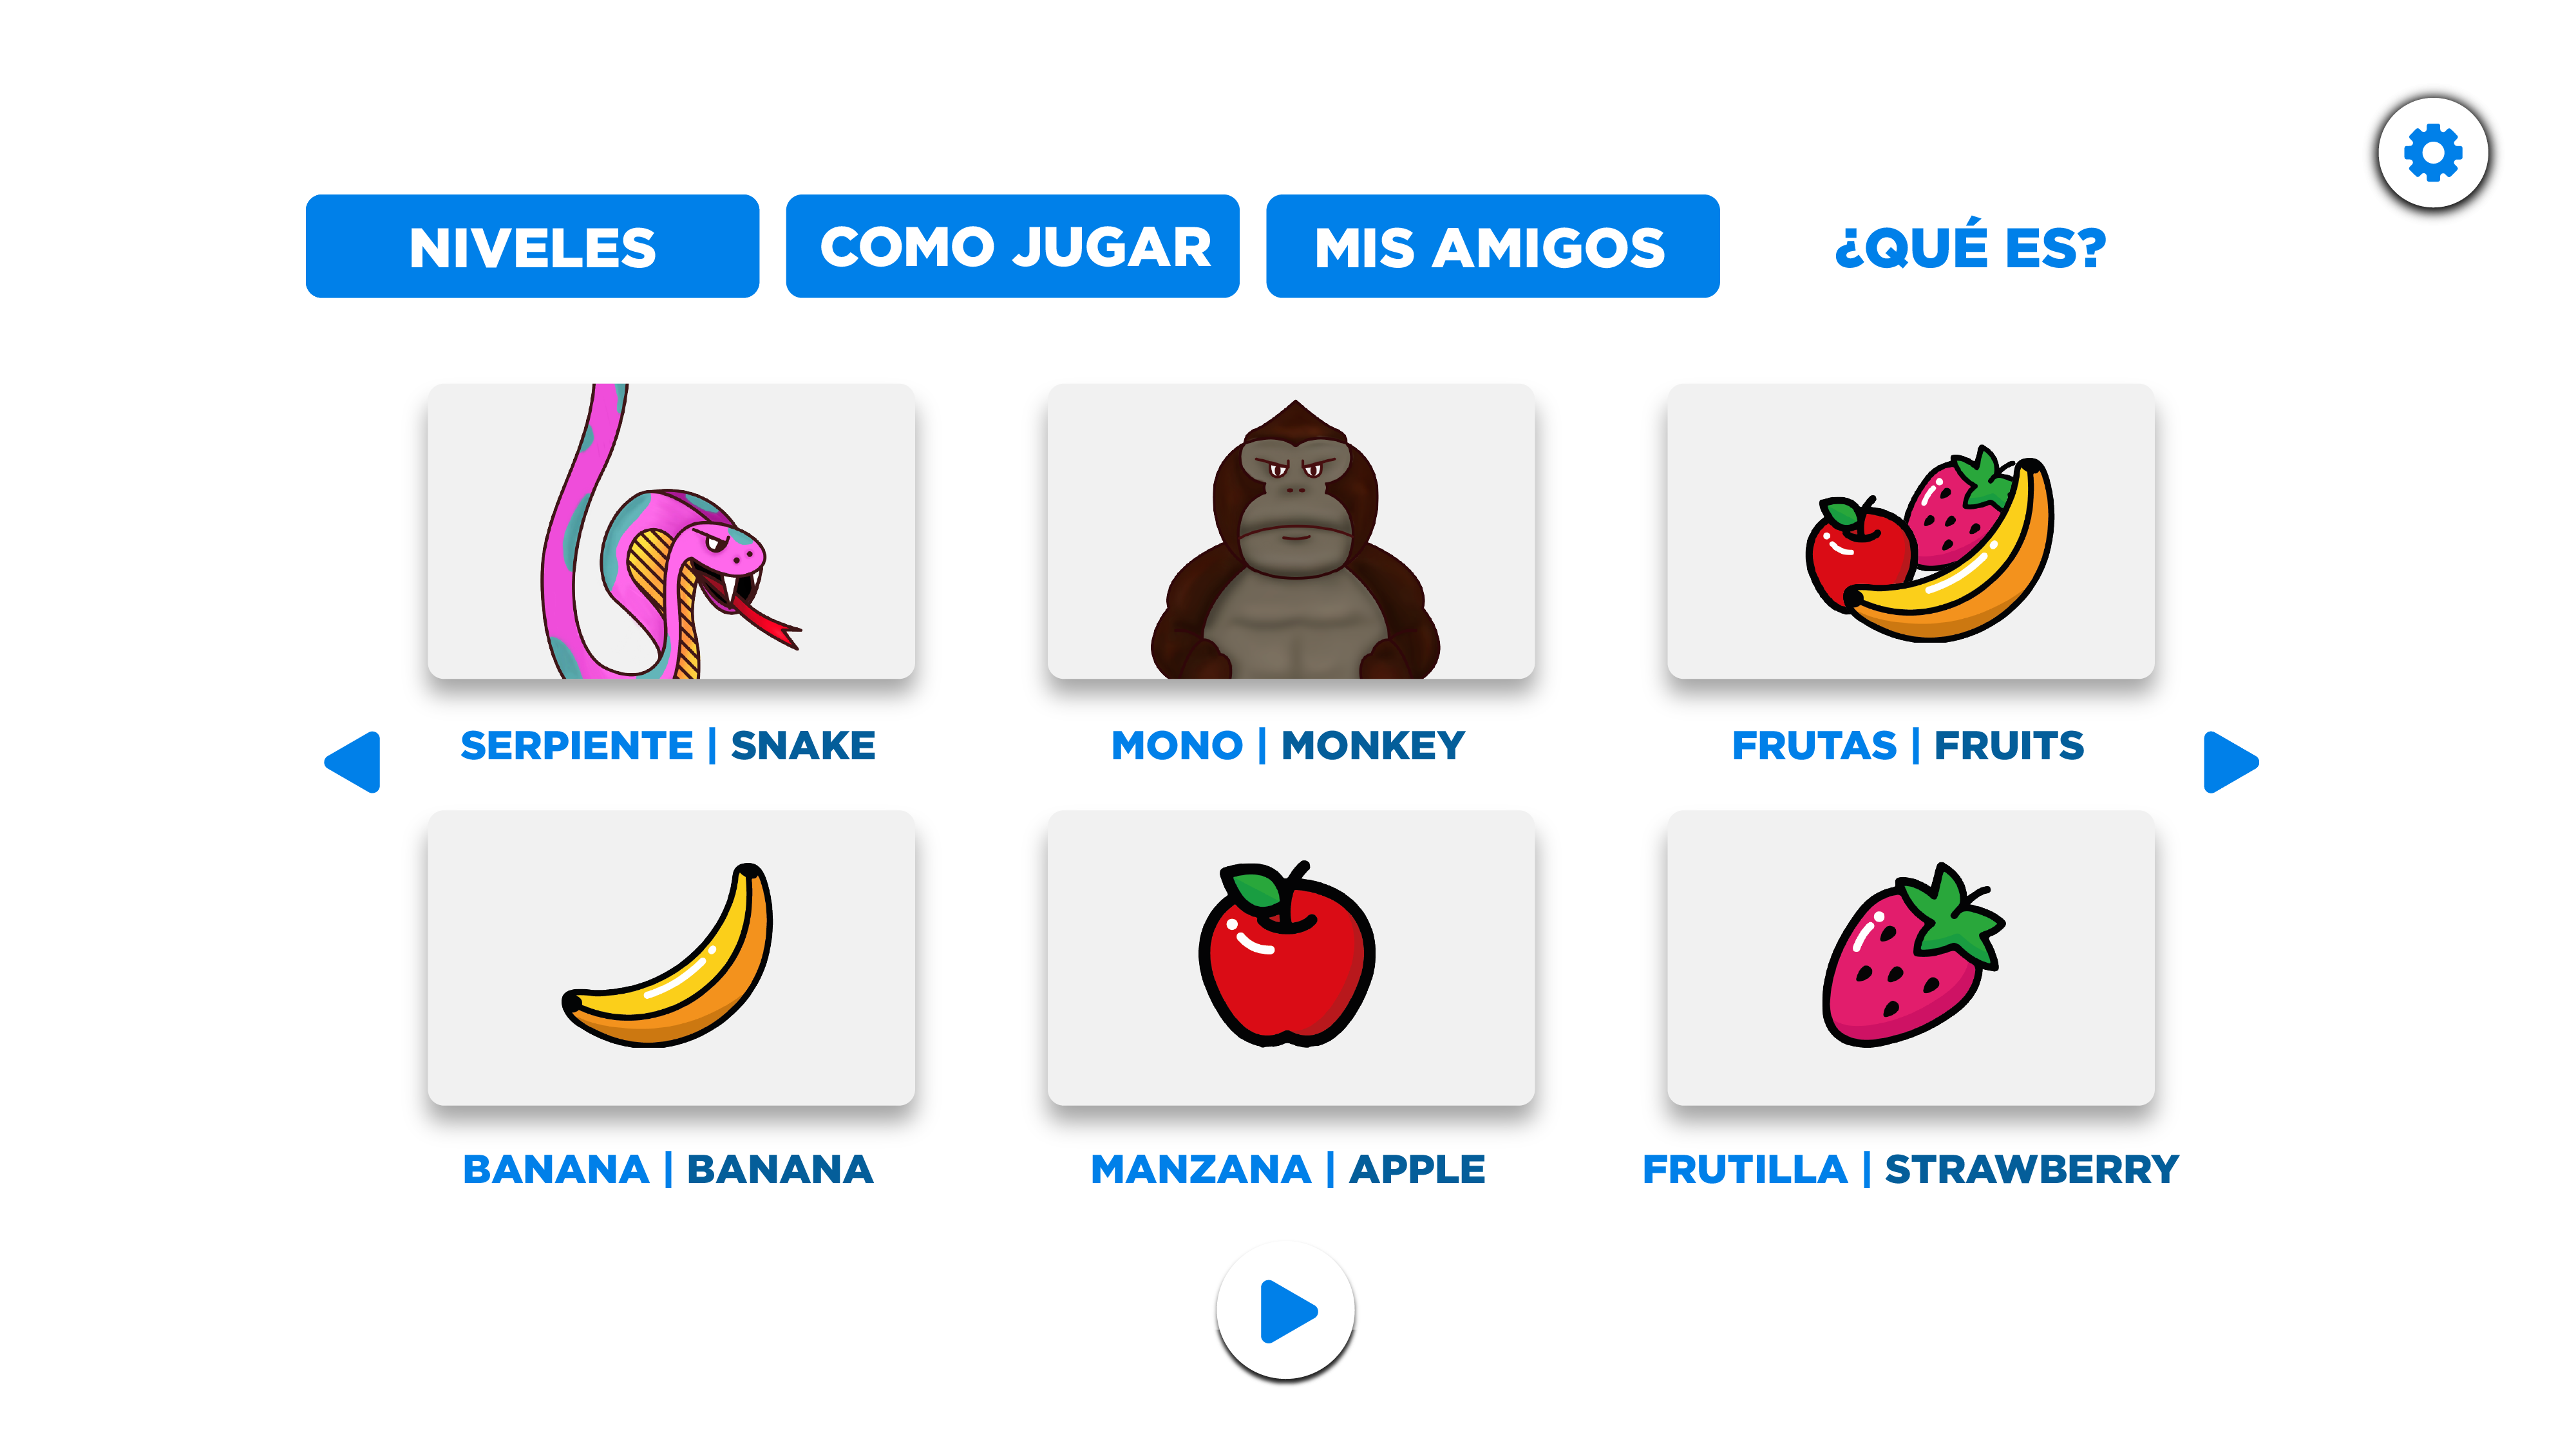 NIVELES
COMO JUGAR
MIS AMIGOS
¿QUÉ ES?
SERPIENTE | SNAKE
MONO | MONKEY
FRUTAS | FRUITS
BANANA | BANANA
MANZANA | APPLE
FRUTILLA | STRAWBERRY